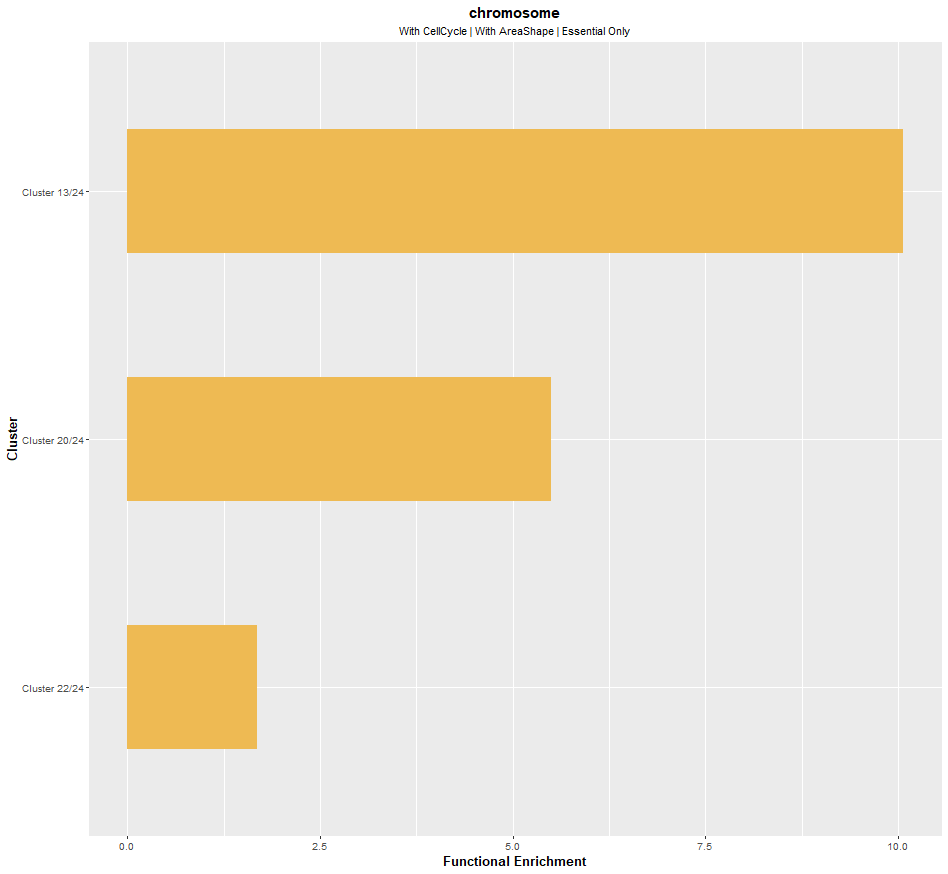 chromosome
With CellCycle | With AreaShape | Essential Only
Cluster
Cluster 13/24
Cluster 20/24
Cluster 22/24
0.0 2.5 5.0 7.5 10.0
Functional Enrichment